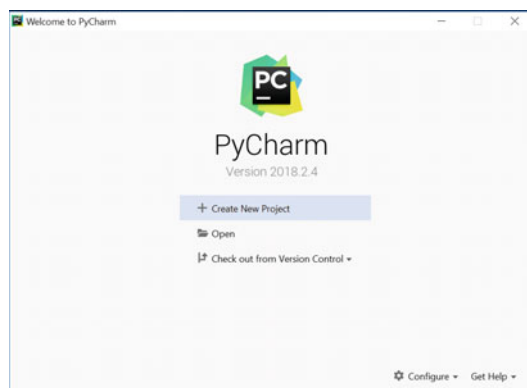 Welcome to PyCharm
PC
PyCharm
Version 2018.2.4
Create New Project
Open
Check out from Version Control
Configure
Get Help